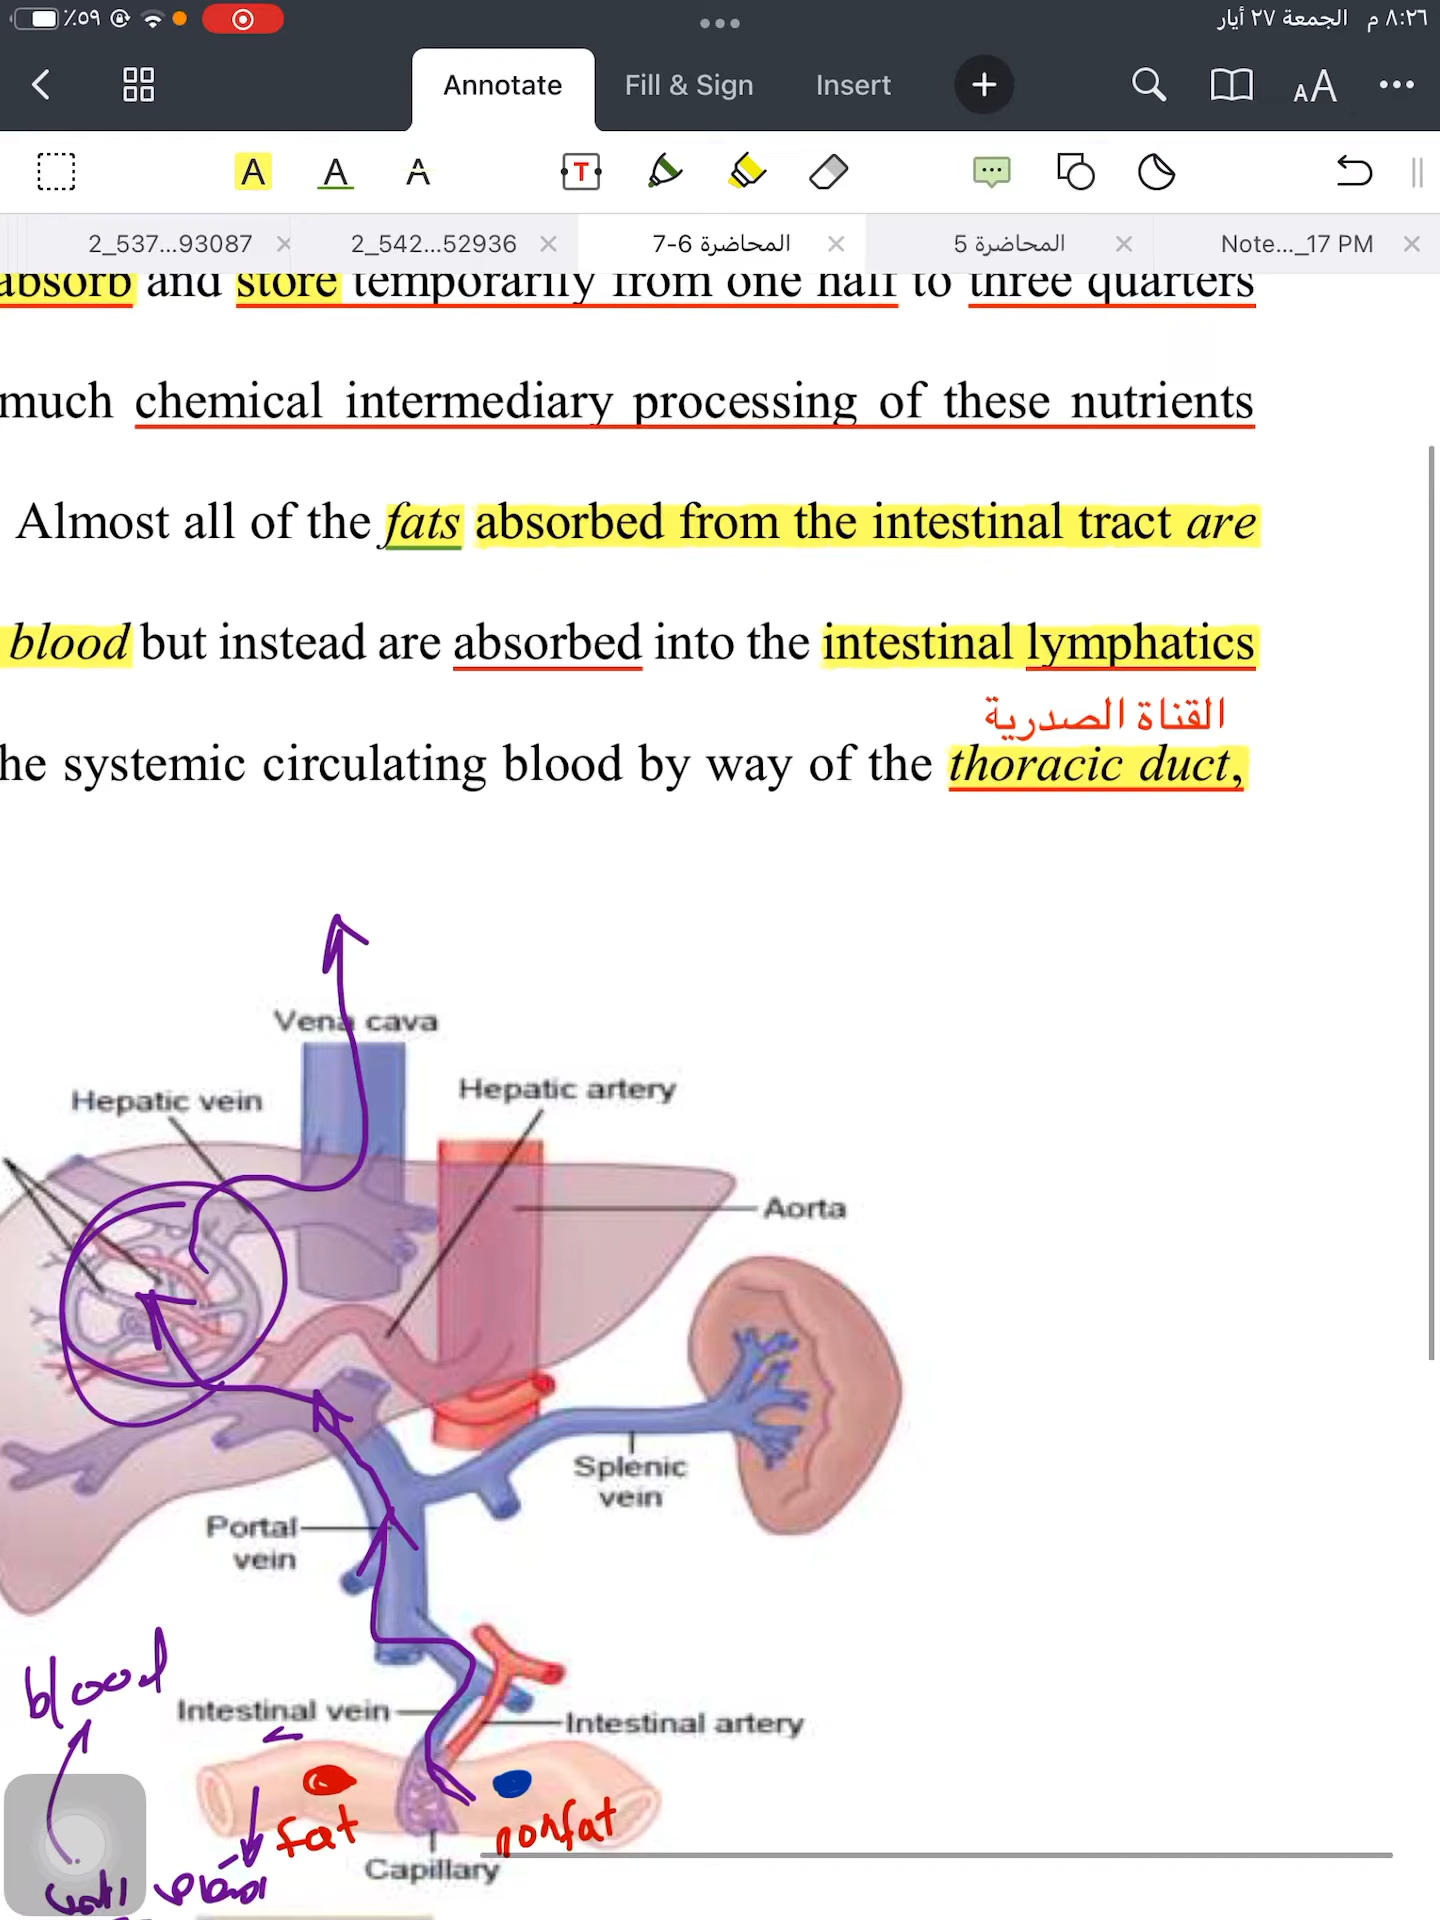 ٪٥٩
٨:٢٦ م الجمعة ٢٧ أيار
Annotate Fill & Sign Insert
AA
A A A T
2_537...93087 2_542...52936 المحاضرة 6-7 المحاضرة 5 Note..._17 PM
absorb and store temporarily from one half to three quarters
much chemical intermediary processing of these nutrients
Almost all of the fats absorbed from the intestinal tract are
blood but instead are absorbed into the intestinal lymphatics
القناة الصدرية
he systemic circulating blood by way of the thoracic duct,
Vena cava
Hepatic vein
Hepatic artery
Aorta
Splenic
vein
Portal
vein
blood
Intestinal vein
Intestinal artery
fat
nonfat
Capillary